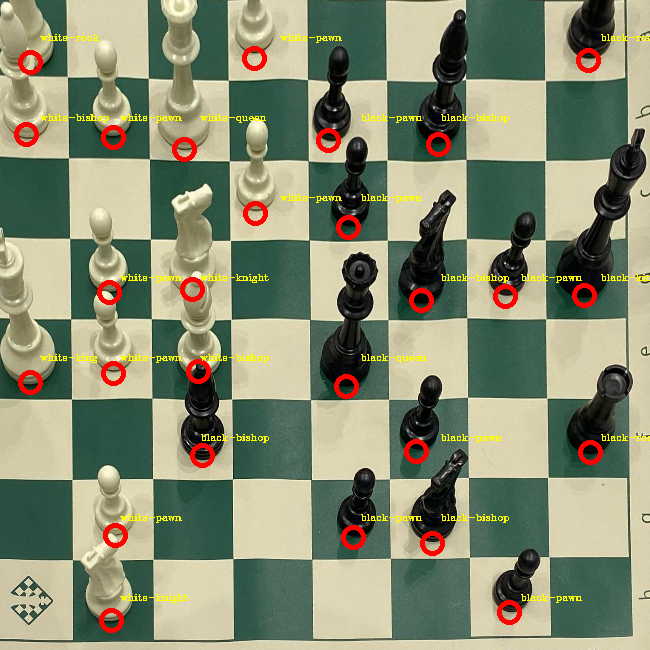 white-rook
white-pawn
black-ro
white-bishop
white-pawn
white-queen
black-pawn
black-bishop
b
white-pawn
black-pawn
c
white-pawn
white-knight
black-bishop
black-pawn
black-ki
white-king
white-pawn
white-bishop
black-queen
e
black-bishop
black-pawn
black-roo
white-pawn
black-pawn
black-bishop
g
white-knight
black-pawn
h